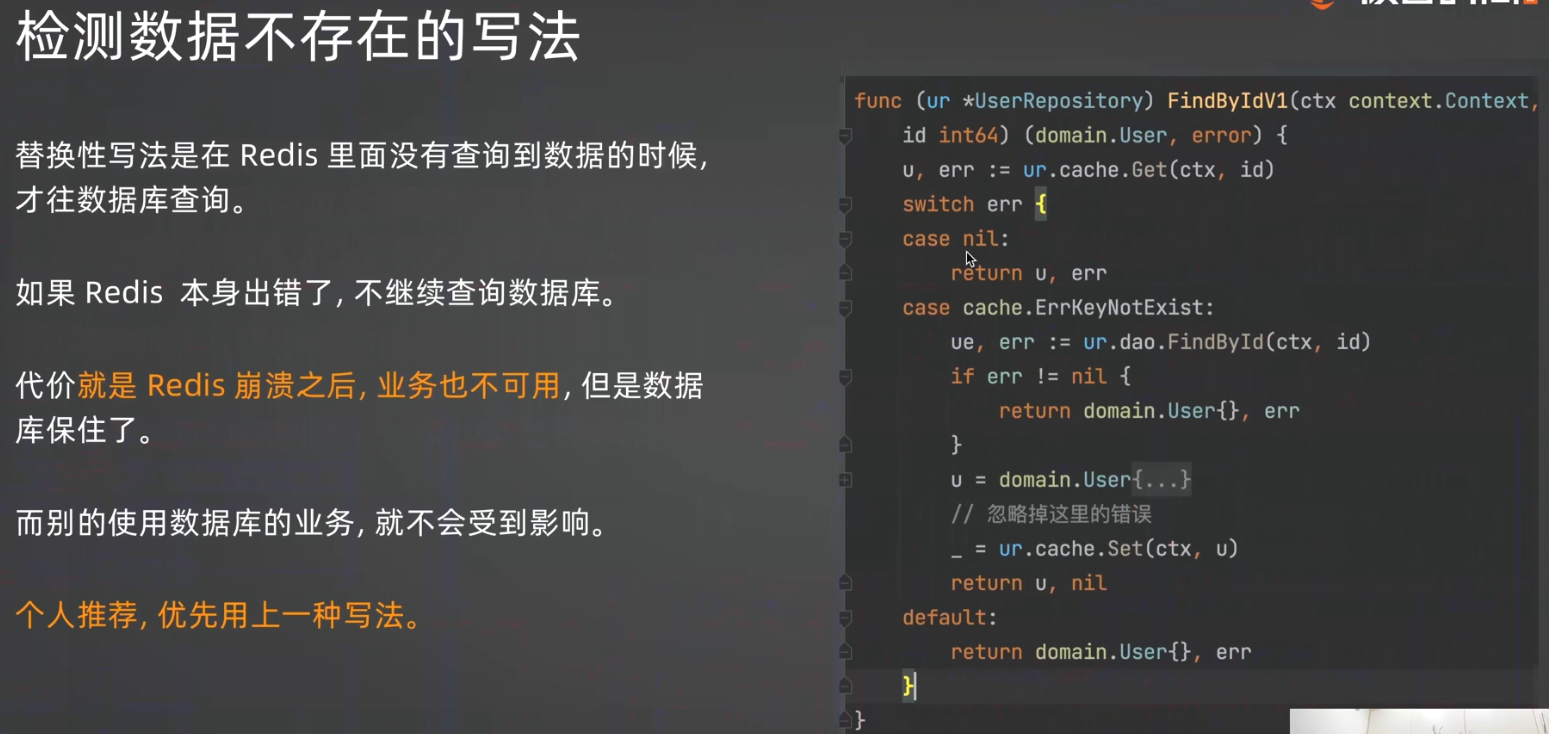 检测数据不存在的写法
替换性写法是在 Redis 里面没有查询到数据的时候,
才往数据库查询。
如果 Redis 本身出错了, 不继续查询数据库。
代价就是 Redis 崩溃之后, 业务也不可用, 但是数据
库保住了。
而别的使用数据库的业务, 就不会受到影响。
个人推荐, 优先用上一种写法。
func (ur *UserRepository) FindByIdV1(ctx context.Context,
    id int64) (domain.User, error) {
    u, err := ur.cache.Get(ctx, id)
    switch err {
    case nil:
        return u, err
    case cache.ErrKeyNotExist:
        ue, err := ur.dao.FindById(ctx, id)
        if err != nil {
            return domain.User{}, err
        }
        u = domain.User{...}
        // 忽略掉这里的错误
        _ = ur.cache.Set(ctx, u)
        return u, nil
    default:
        return domain.User{}, err
    }
}